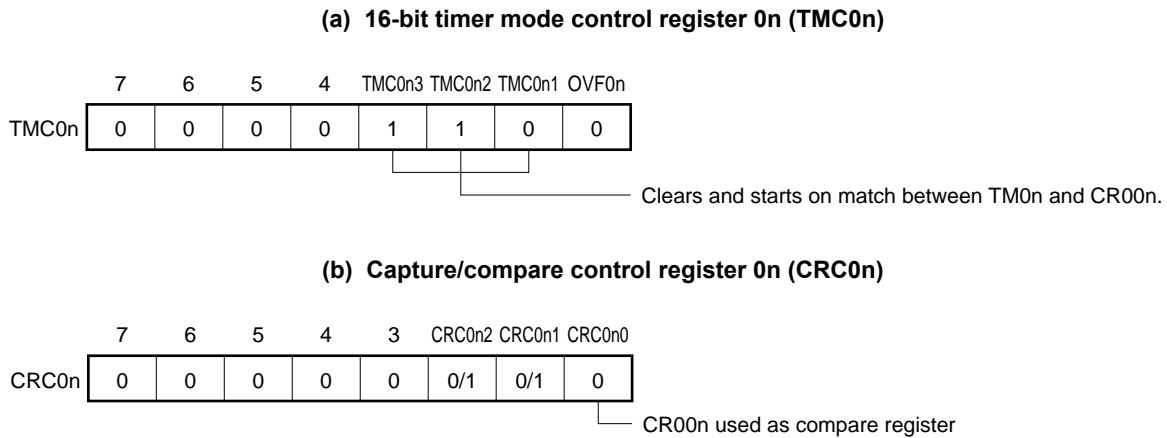 (a) 16-bit timer mode control register 0n (TMC0n)
7 6 5 4 TMC0n3 TMC0n2 TMC0n1 OVF0n
TMC0n 0 0 0 0 1 1 0 0
Clears and starts on match between TM0n and CR00n.
(b) Capture/compare control register 0n (CRC0n)
7 6 5 4 3 CRC0n2 CRC0n1 CRC0n0
CRC0n 0 0 0 0 0 0/1 0/1 0
CR00n used as compare register